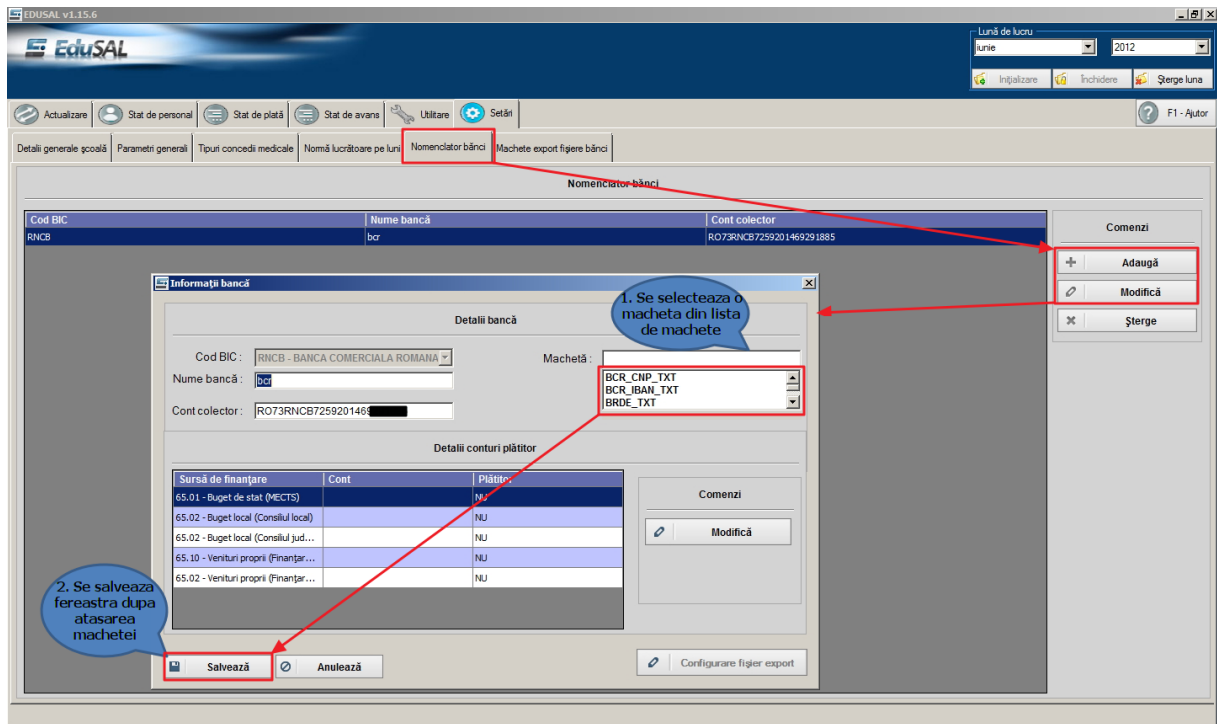 EDUSAL v1.15.6
EduSAL
Lună de lucru
iunie
2012
Inițializare
Închidere
Șterge luna
Actualizare
Stat de personal
Stat de plată
Stat de avans
Utilitare
Setări
F1 - Ajutor
Detalii generale școală
Parametri generali
Tipuri concedii medicale
Normă lucrătoare pe luni
Nomenclator bănci
Machete export fișiere bănci
Nomenclator bănci
Cod BIC
Nume bancă
Cont colector
RNCB
bcr
RO73RNCB7259201469291885
Comenzi
Adaugă
Modifică
Șterge
Informații bancă
1. Se selecteaza o
macheta din lista
de machete
Detalii bancă
Cod BIC :
RNCB - BANCA COMERCIALA ROMANA
Machetă :
Nume bancă :
bcr
BCR_CNP_TXT
BCR_IBAN_TXT
BRDE_TXT
Cont colector :
RO73RNCB7259201469
Detalii conturi plătitor
Sursă de finanțare
Cont
Plătitor
65.01 - Buget de stat (MECTS)
NU
65.02 - Buget local (Consiliul local)
NU
65.02 - Buget local (Consiliul jud...
NU
65.10 - Venituri proprii (Finanțar...
NU
65.02 - Venituri proprii (Finanțar...
NU
Comenzi
Modifică
2. Se salveaza
fereastra dupa
atasarea
machetei
Salvează
Anulează
Configurare fișier export